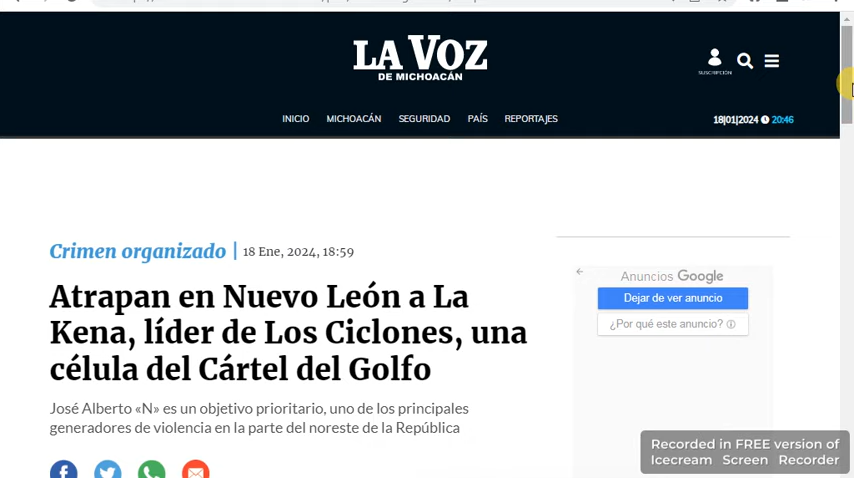 LA VOZ
DE MICHOACÁN
SUSCRIPCIÓN
INICIO MICHOACÁN SEGURIDAD PAÍS REPORTAJES
18|01|2024 20:46
Crimen organizado | 18 Ene, 2024, 18:59
Atrapan en Nuevo León a La
Kena, líder de Los Ciclones, una
célula del Cártel del Golfo
José Alberto «N» es un objetivo prioritario, uno de los principales
generadores de violencia en la parte del noreste de la República
Anuncios Google
Dejar de ver anuncio
¿Por qué este anuncio?
Recorded in FREE version of
Icecream Screen Recorder